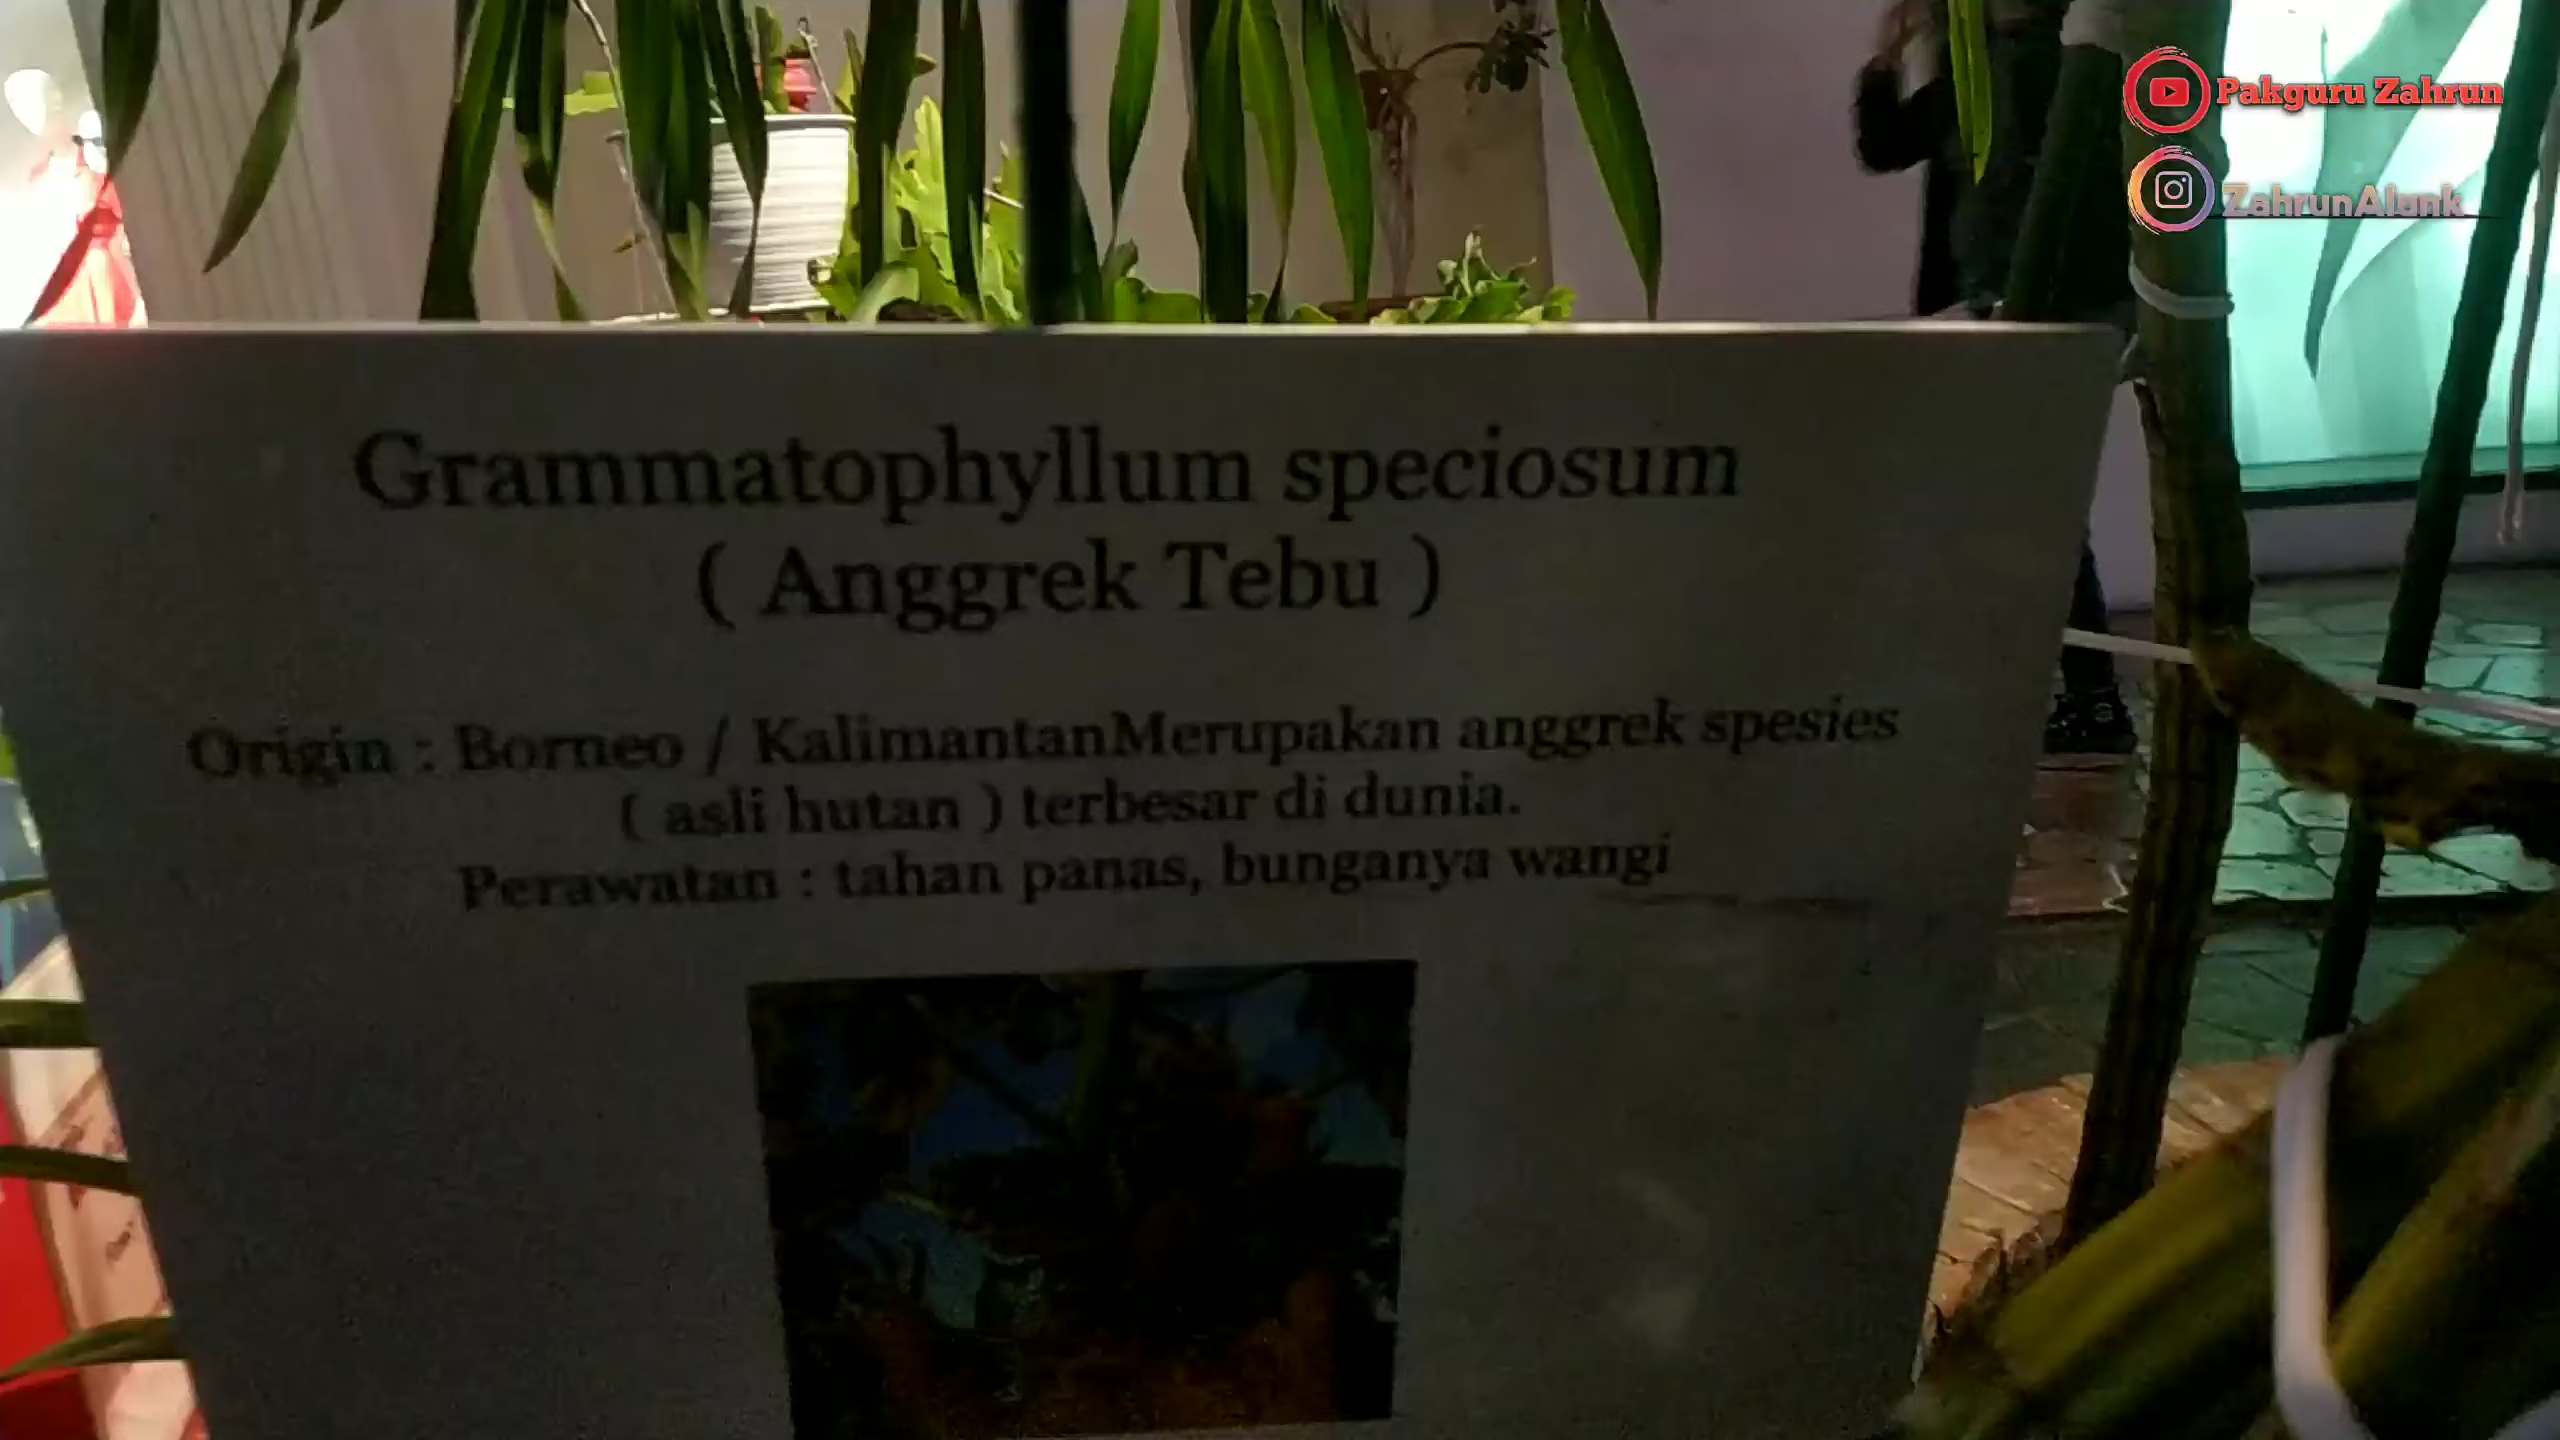 Pakguru Zahrun
ZahrunAlunk
Grammatophyllum speciosum
( Anggrek Tebu )
Origin : Borneo / KalimantanMerupakan anggrek spesies
( asli hutan ) terbesar di dunia.
Perawatan : tahan panas, bunganya wangi